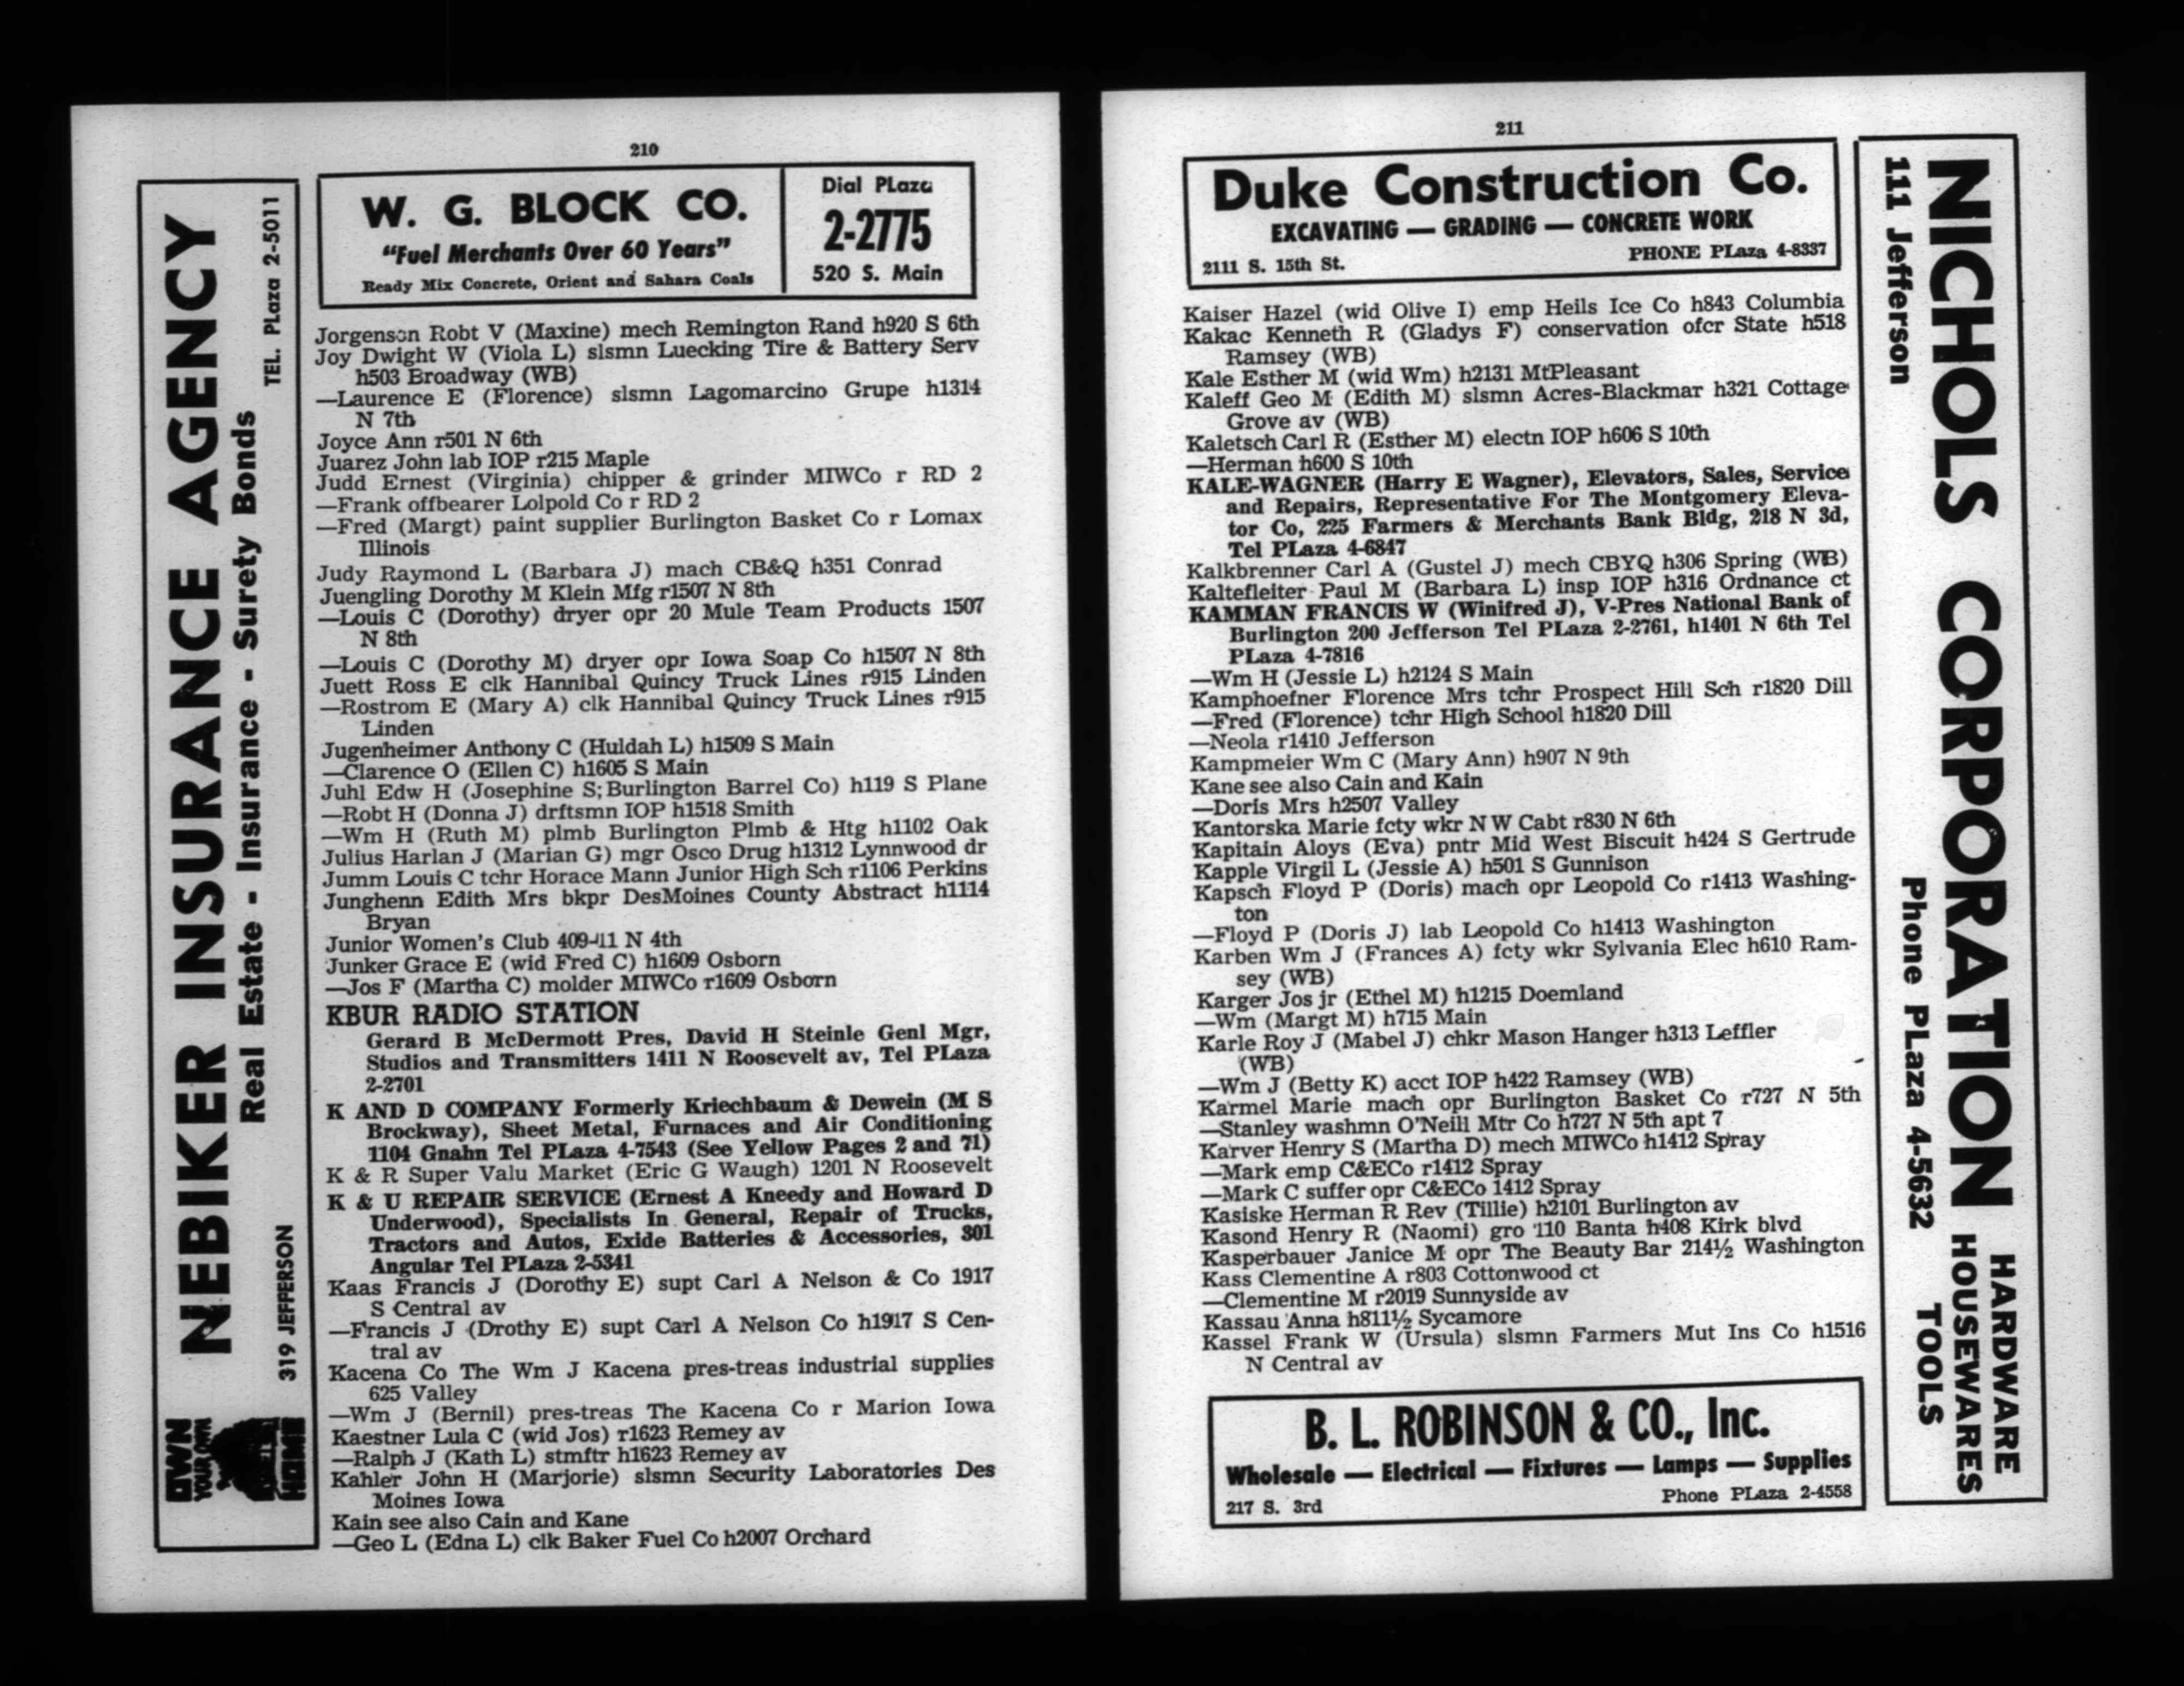 210
W. G. BLOCK CO.
"Fuel Merchants Over 60 Years"
Ready Mix Concrete, Orient and Sahara Coals
Dial PLaza
2-2775
520 S. Main
NEBIKER INSURANCE AGENCY
Real Estate - Insurance - Surety Bonds
319 JEFFERSON
TEL. PLaza 2-5011
OWN
YOUR OWN
HOME
Jorgenson Robt V (Maxine) mech Remington Rand h920 S 6th
Joy Dwight W (Viola L) slsmn Luecking Tire & Battery Serv
h503 Broadway (WB)
—Laurence E (Florence) slsmn Lagomarcino Grupe h1314
N 7th
Joyce Ann r501 N 6th
Juarez John lab IOP r215 Maple
Judd Ernest (Virginia) chipper & grinder MIWCo r RD 2
—Frank offbearer Lolpold Co r RD 2
—Fred (Margt) paint supplier Burlington Basket Co r Lomax
Illinois
Judy Raymond L (Barbara J) mach CB&Q h351 Conrad
Juengling Dorothy M Klein Mfg r1507 N 8th
—Louis C (Dorothy) dryer opr 20 Mule Team Products 1507
N 8th
—Louis C (Dorothy M) dryer opr Iowa Soap Co h1507 N 8th
Juett Ross E clk Hannibal Quincy Truck Lines r915 Linden
—Rostrom E (Mary A) clk Hannibal Quincy Truck Lines r915
Linden
Jugenheimer Anthony C (Huldah L) h1509 S Main
—Clarence O (Ellen C) h1605 S Main
Juhl Edw H (Josephine S; Burlington Barrel Co) h119 S Plane
—Robt H (Donna J) drftsmn IOP h1518 Smith
—Wm H (Ruth M) plmb Burlington Plmb & Htg h1102 Oak
Julius Harlan J (Marian G) mgr Osco Drug h1312 Lynnwood dr
Jumm Louis C tchr Horace Mann Junior High Sch r1106 Perkins
Junghenn Edith Mrs bkpr DesMoines County Abstract h1114
Bryan
Junior Women's Club 409-11 N 4th
Junker Grace E (wid Fred C) h1609 Osborn
—Jos F (Martha C) molder MIWCo r1609 Osborn
KBUR RADIO STATION
Gerard B McDermott Pres, David H Steinle Genl Mgr,
Studios and Transmitters 1411 N Roosevelt av, Tel PLaza
2-2701
K AND D COMPANY Formerly Kriechbaum & Dewein (M S
Brockway), Sheet Metal, Furnaces and Air Conditioning
1104 Gnahn Tel PLaza 4-7543 (See Yellow Pages 2 and 71)
K & R Super Valu Market (Eric G Waugh) 1201 N Roosevelt
K & U REPAIR SERVICE (Ernest A Kneedy and Howard D
Underwood), Specialists In General, Repair of Trucks,
Tractors and Autos, Exide Batteries & Accessories, 301
Angular Tel PLaza 2-5341
Kaas Francis J (Dorothy E) supt Carl A Nelson & Co 1917
S Central av
—Francis J (Drothy E) supt Carl A Nelson Co h1917 S Cen-
tral av
Kacena Co The Wm J Kacena pres-treas industrial supplies
625 Valley
—Wm J (Bernil) pres-treas The Kacena Co r Marion Iowa
Kaestner Lula C (wid Jos) r1623 Remey av
—Ralph J (Kath L) stmftr h1623 Remey av
Kahler John H (Marjorie) slsmn Security Laboratories Des
Moines Iowa
Kain see also Cain and Kane
—Geo L (Edna L) clk Baker Fuel Co h2007 Orchard
211
Duke Construction Co.
EXCAVATING — GRADING — CONCRETE WORK
2111 S. 15th St.
PHONE PLaza 4-8337
Kaiser Hazel (wid Olive I) emp Heils Ice Co h843 Columbia
Kakac Kenneth R (Gladys F) conservation ofcr State h518
Ramsey (WB)
Kale Esther M (wid Wm) h2131 MtPleasant
Kaleff Geo M (Edith M) slsmn Acres-Blackmar h321 Cottage
Grove av (WB)
Kaletsch Carl R (Esther M) electn IOP h606 S 10th
—Herman h600 S 10th
KALE-WAGNER (Harry E Wagner), Elevators, Sales, Service
and Repairs, Representative For The Montgomery Eleva-
tor Co, 225 Farmers & Merchants Bank Bldg, 218 N 3d,
Tel PLaza 4-6847
Kalkbrenner Carl A (Gustel J) mech CBYQ h306 Spring (WB)
Kaltefleiter Paul M (Barbara L) insp IOP h316 Ordnance ct
KAMMAN FRANCIS W (Winifred J), V-Pres National Bank of
Burlington 200 Jefferson Tel PLaza 2-2761, h1401 N 6th Tel
PLaza 4-7816
—Wm H (Jessie L) h2124 S Main
Kamphoefner Florence Mrs tchr Prospect Hill Sch r1820 Dill
—Fred (Florence) tchr High School h1820 Dill
—Neola r1410 Jefferson
Kampmeier Wm C (Mary Ann) h907 N 9th
Kane see also Cain and Kain
—Doris Mrs h2507 Valley
Kantorska Marie fcty wkr N W Cabt r830 N 6th
Kapitain Aloys (Eva) pntr Mid West Biscuit h424 S Gertrude
Kapple Virgil L (Jessie A) h501 S Gunnison
Kapsch Floyd P (Doris) mach opr Leopold Co r1413 Washing-
ton
—Floyd P (Doris J) lab Leopold Co h1413 Washington
Karben Wm J (Frances A) fcty wkr Sylvania Elec h610 Ram-
sey (WB)
Karger Jos jr (Ethel M) h1215 Doemland
—Wm (Margt M) h715 Main
Karle Roy J (Mabel J) chkr Mason Hanger h313 Leffler
(WB)
—Wm J (Betty K) acct IOP h422 Ramsey (WB)
Karmel Marie mach opr Burlington Basket Co r727 N 5th
—Stanley washmn O'Neill Mtr Co h727 N 5th apt 7
Karver Henry S (Martha D) mech MIWCo h1412 Spray
—Mark emp C&ECo r1412 Spray
—Mark C suffer opr C&ECo 1412 Spray
Kasiske Herman R Rev (Tillie) h2101 Burlington av
Kasond Henry R (Naomi) gro 110 Banta h408 Kirk blvd
Kasperbauer Janice M opr The Beauty Bar 214½ Washington
Kass Clementine A r803 Cottonwood ct
—Clementine M r2019 Sunnyside av
Kassau Anna h811½ Sycamore
Kassel Frank W (Ursula) slsmn Farmers Mut Ins Co h1516
N Central av
B. L. ROBINSON & CO., Inc.
Wholesale — Electrical — Fixtures — Lamps — Supplies
217 S. 3rd
Phone PLaza 2-4558
NICHOLS CORPORATION
111 Jefferson
Phone PLaza 4-5632
HARDWARE
HOUSEWARES
TOOLS